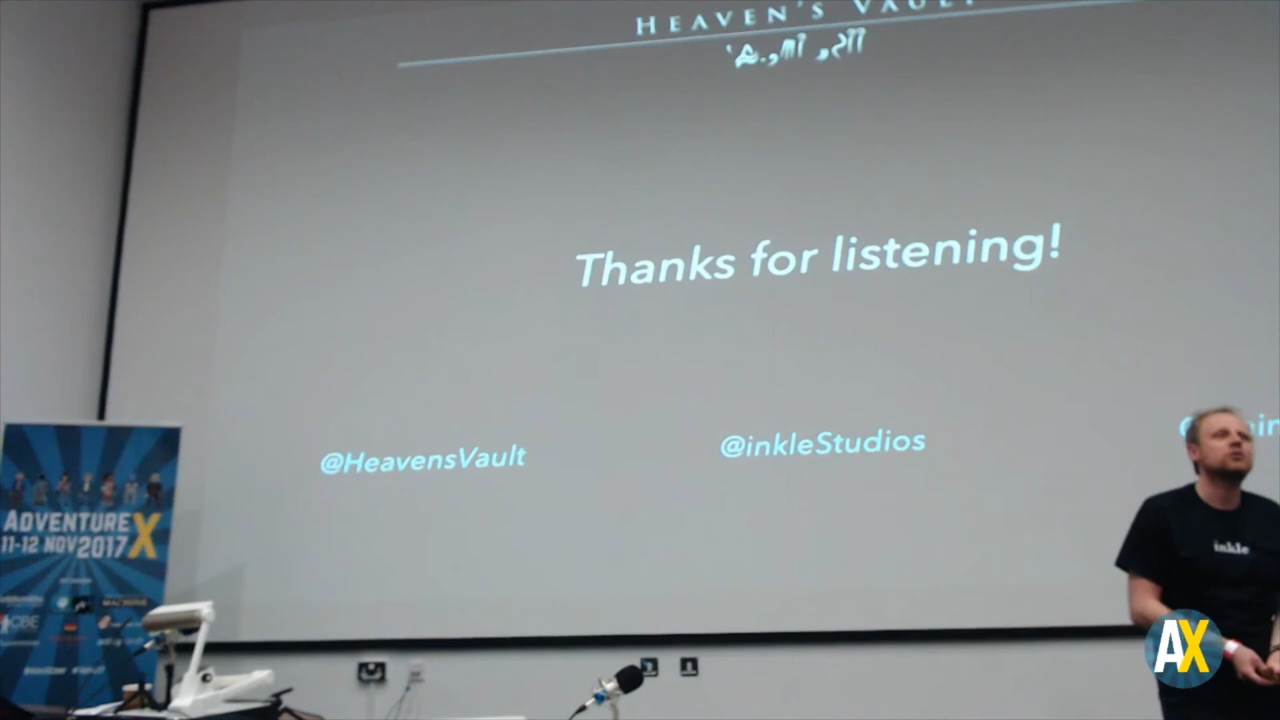 HEAVEN'S VAULT
Thanks for listening!
@HeavensVault
@inkleStudios
inkle
ADVENTURE X
11-12 NOV 2017
AX